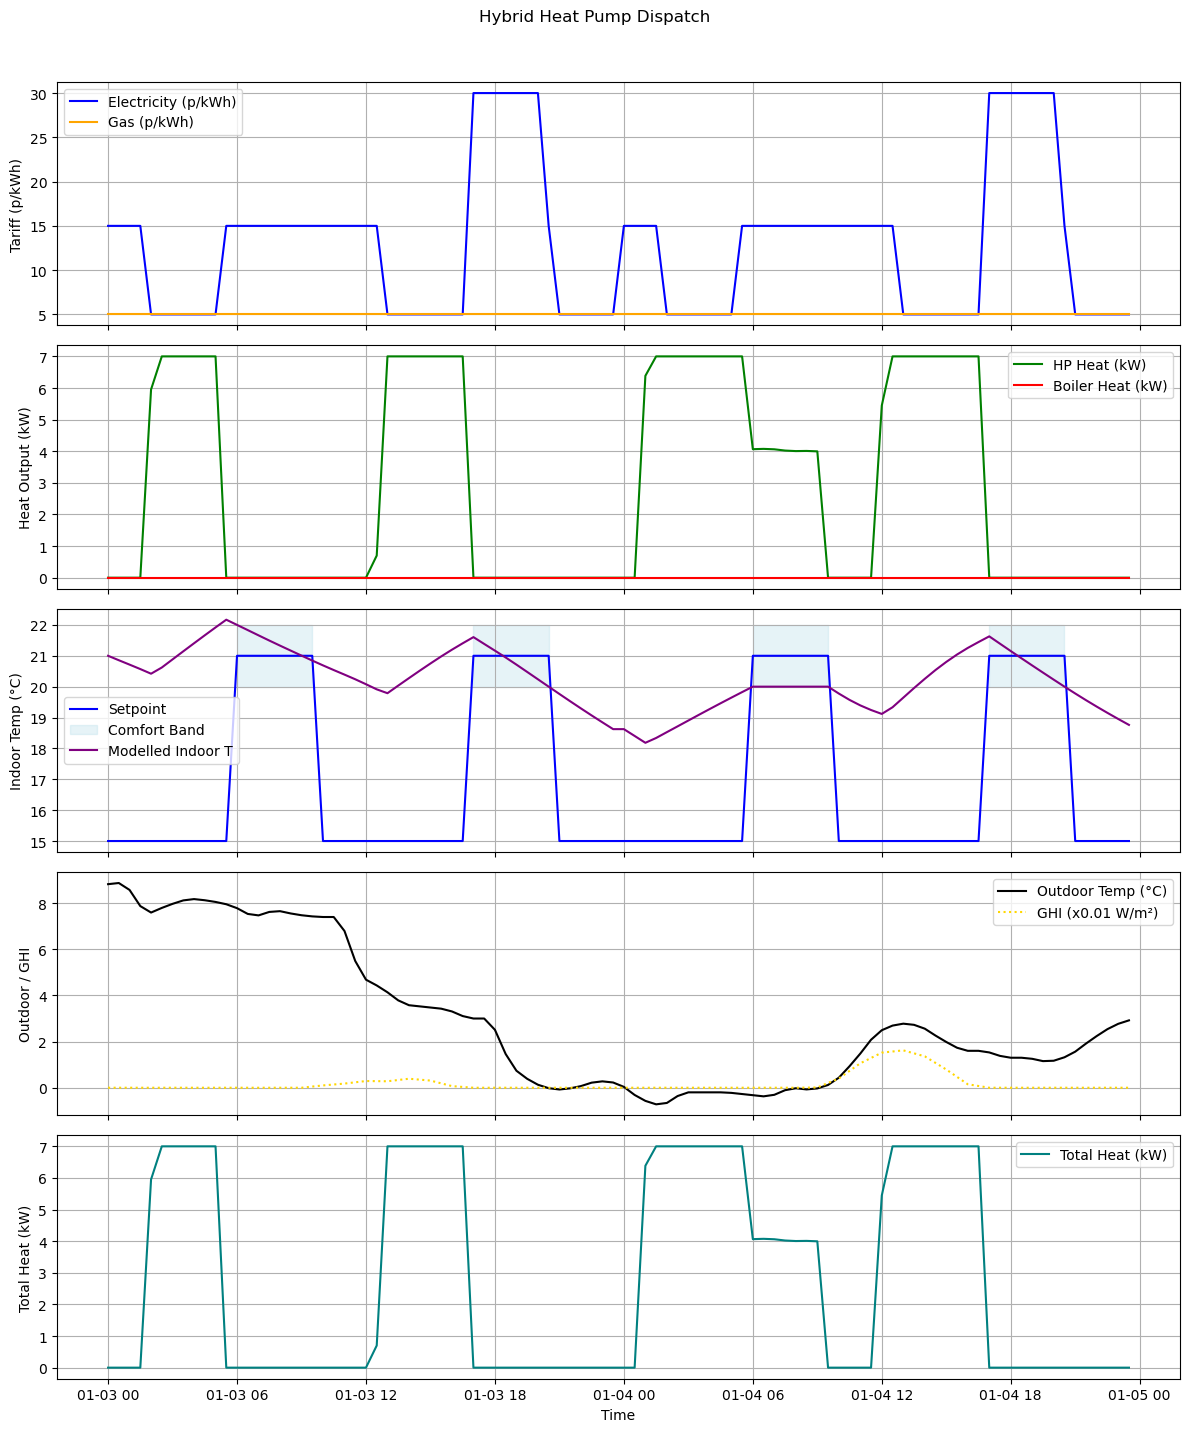 Hybrid Heat Pump Dispatch
Tariff (p/kWh)
30
25
20
15
10
5
Electricity (p/kWh)
Gas (p/kWh)
Heat Output (kW)
7
6
5
4
3
2
1
0
HP Heat (kW)
Boiler Heat (kW)
Indoor Temp (°C)
22
21
20
19
18
17
16
15
Setpoint
Comfort Band
Modelled Indoor T
Outdoor / GHI
8
6
4
2
0
Outdoor Temp (°C)
GHI (x0.01 W/m²)
Total Heat (kW)
7
6
5
4
3
2
1
0
Total Heat (kW)
01-03 00 01-03 06 01-03 12 01-03 18 01-04 00 01-04 06 01-04 12 01-04 18 01-05 00
Time